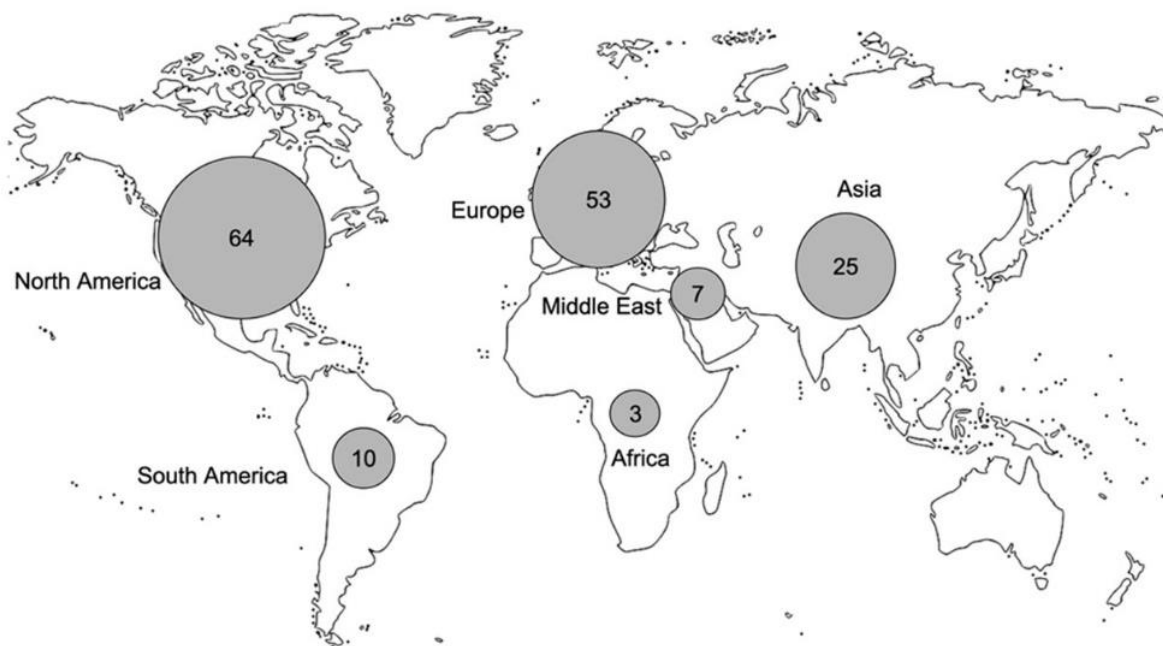 Asia
53
Europe
64
25
North America
7
Middle East
3
10
Africa
South America